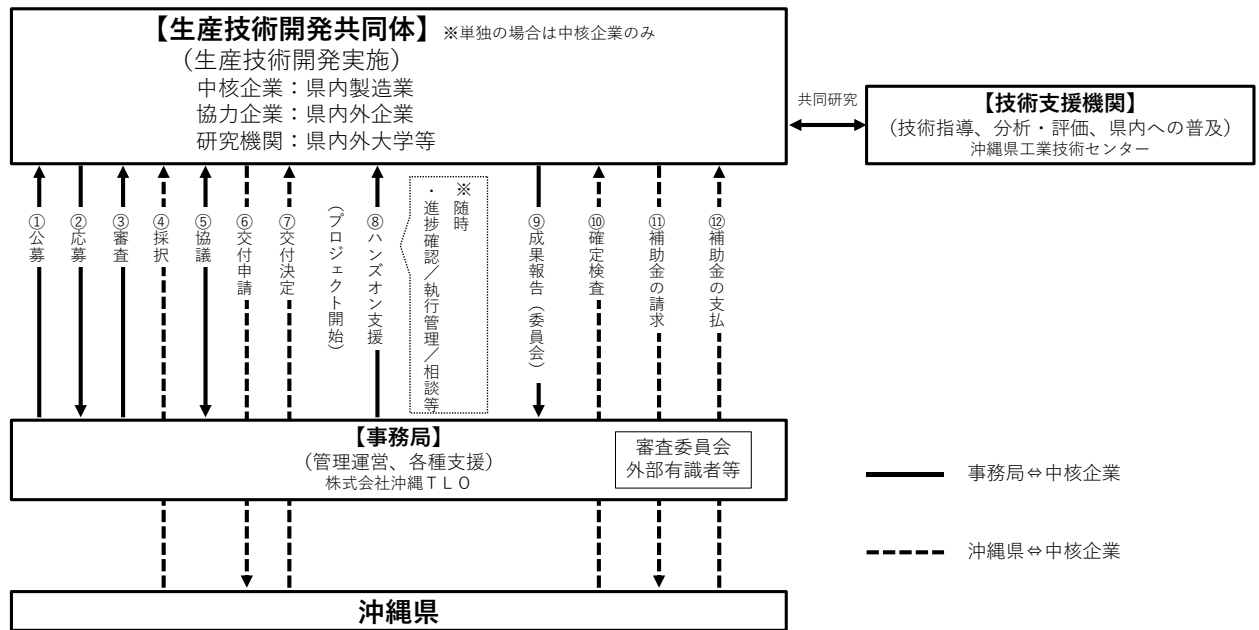 【生産技術開発共同体】 ※単独の場合は中核企業のみ
(生産技術開発実施)
中核企業：県内製造業
協力企業：県内外企業
研究機関：県内外大学等
共同研究
【技術支援機関】
(技術指導、分析・評価、県内への普及)
沖縄県工業技術センター
①公募
②応募
③審査
④採択
⑤協議
⑥交付申請
⑦交付決定
(プロジェクト開始)
⑧ハンズオン支援
※随時
・進捗確認／執行管理／相談等
⑨成果報告(委員会)
⑩確定検査
⑪補助金の請求
⑫補助金の支払
【事務局】
(管理運営、各種支援)
株式会社沖縄ＴＬＯ
審査委員会
外部有識者等
事務局⇔中核企業
沖縄県⇔中核企業
沖縄県